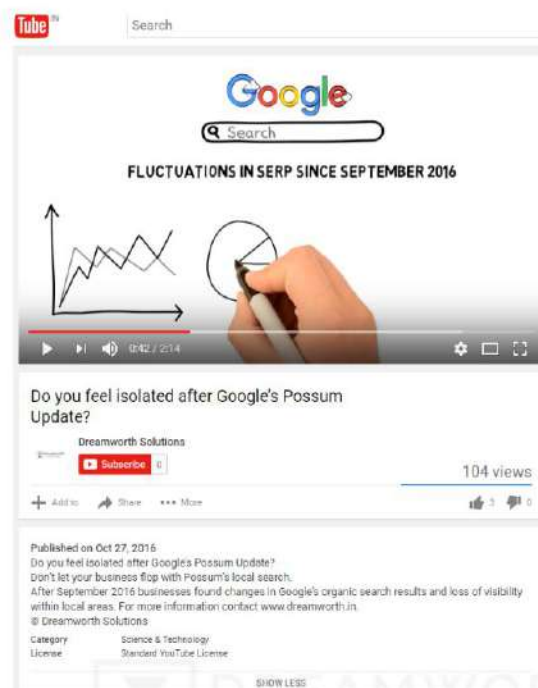 Tube IN
Search
Google
Search
FLUCTUATIONS IN SERP SINCE SEPTEMBER 2016
0:42 / 2:14
Do you feel isolated after Google's Possum
Update?
Dreamworth Solutions
Subscribe 0
104 views
Add to Share More 3 0
Published on Oct 27, 2016
Do you feel isolated after Google's Possum Update?
Don't let your business flop with Possum's local search.
After September 2016 businesses found changes in Google's organic search results and loss of visibility
within local areas. For more information contact www.dreamworth.in.
© Dreamworth Solutions
Category Science & Technology
License Standard YouTube License
SHOW LESS